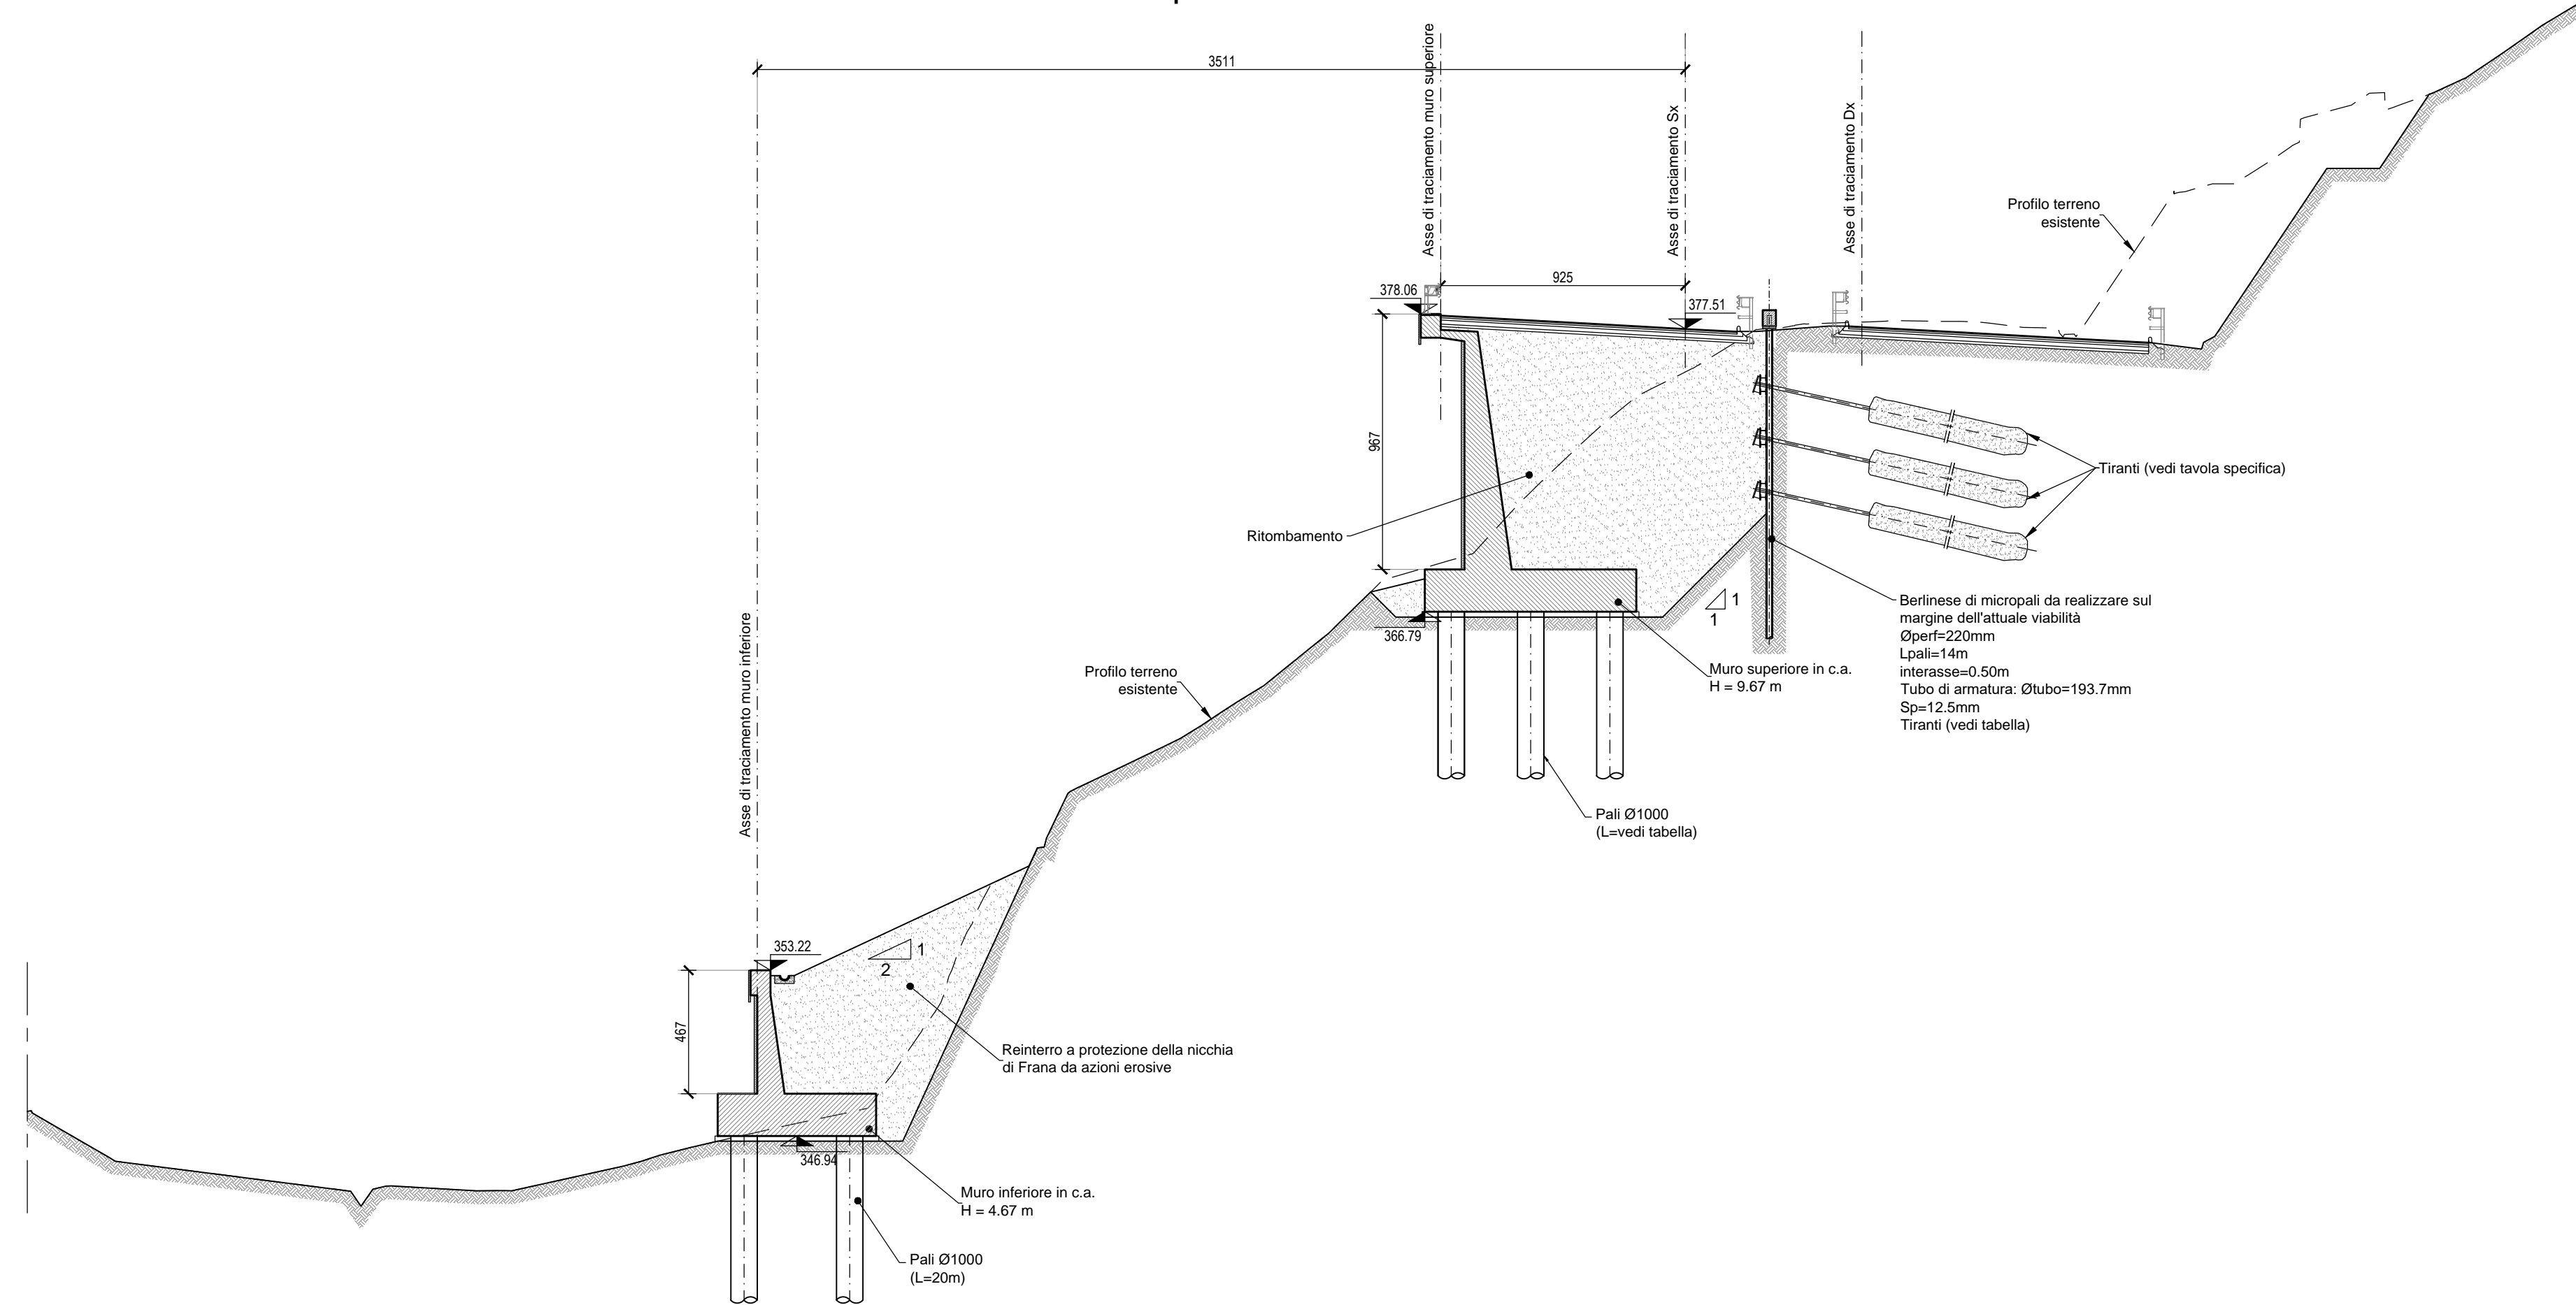 3511
Asse di tracciamento muro superiore
Asse di traciamento Sx
Asse di traciamento Dx
Profilo terreno
esistente
925
378.06
377.51
967
Tiranti (vedi tavola specifica)
Ritombamento
366.79
1
1
Berlinese di micropali da realizzare sul
margine dell'attuale viabilità
Øperf=220mm
Lpali=14m
interasse=0.50m
Tubo di armatura: Øtubo=193.7mm
Sp=12.5mm
Tiranti (vedi tabella)
Muro superiore in c.a.
H = 9.67 m
Profilo terreno
esistente
Asse di traciamento muro inferiore
Pali Ø1000
(L=vedi tabella)
353.22
1
2
467
Reinterro a protezione della nicchia
di Frana da azioni erosive
346.94
Muro inferiore in c.a.
H = 4.67 m
Pali Ø1000
(L=20m)